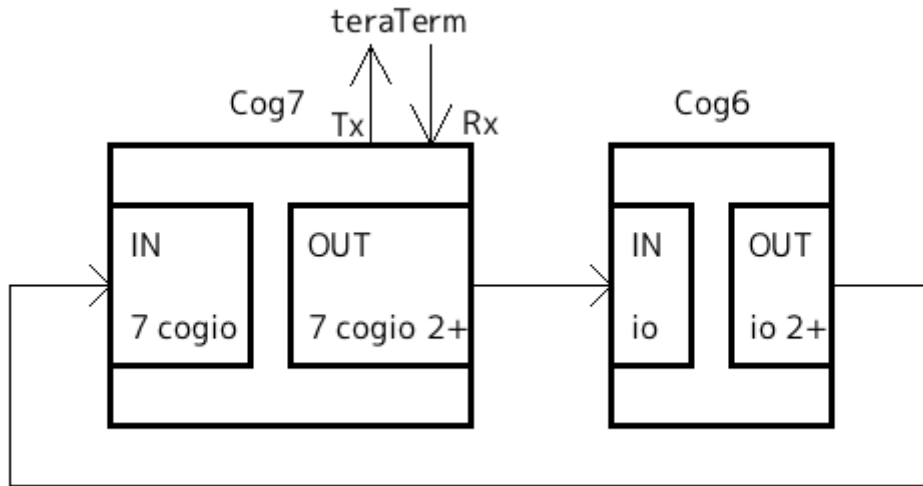 teraTerm
Cog7
Tx
Rx
Cog6
IN
OUT
IN
OUT
7 cogio
7 cogio 2+
io
io 2+